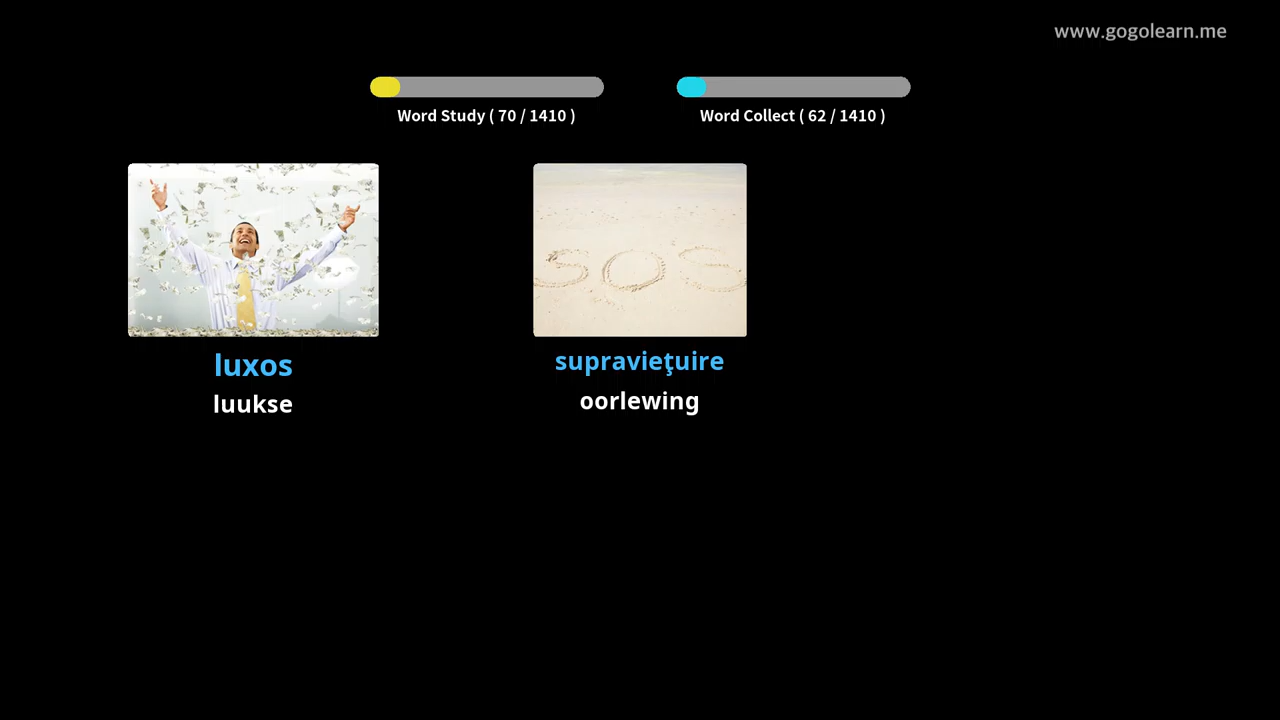 www.gogolearn.me
Word Study ( 70 / 1410 )
Word Collect ( 62 / 1410 )
SOS
luxos
luukse
supravieţuire
oorlewing